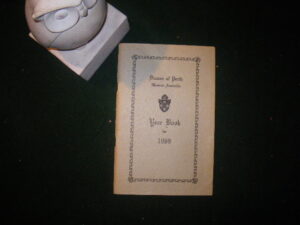 Diocese of Perth
Western Australia
Year Book
for